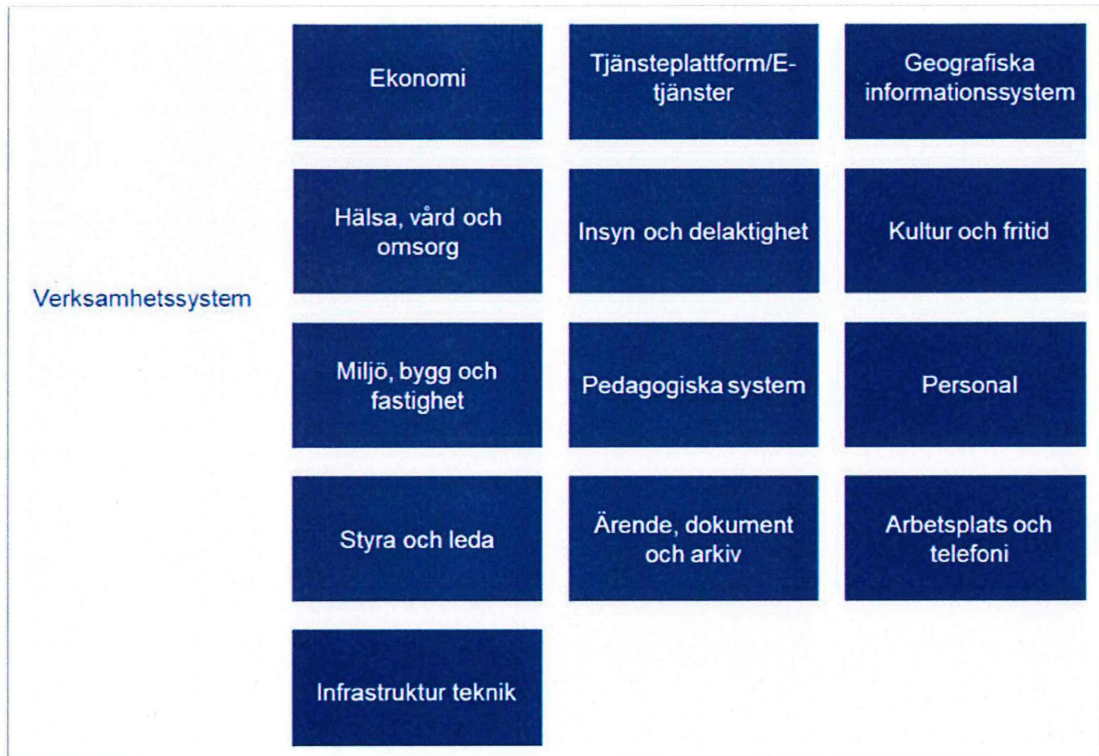 Ekonomi
Tjänsteplattform/E-
tjänster
Geografiska
informationssystem
Hälsa, vård och
omsorg
Insyn och delaktighet
Kultur och fritid
Verksamhetssystem
Miljö, bygg och
fastighet
Pedagogiska system
Personal
Styra och leda
Ärende, dokument
och arkiv
Arbetsplats och
telefoni
Infrastruktur teknik